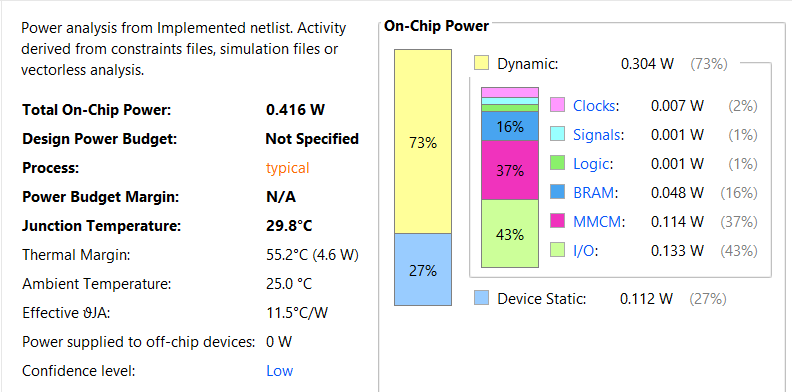 Power analysis from Implemented netlist. Activity
derived from constraints files, simulation files or
vectorless analysis.
Total On-Chip Power: 0.416 W
Design Power Budget: Not Specified
Process: typical
Power Budget Margin: N/A
Junction Temperature: 29.8°C
Thermal Margin: 55.2°C (4.6 W)
Ambient Temperature: 25.0 °C
Effective ϑJA: 11.5°C/W
Power supplied to off-chip devices: 0 W
Confidence level: Low
On-Chip Power
73%
27%
16%
37%
43%
Dynamic: 0.304 W (73%)
Clocks: 0.007 W (2%)
Signals: 0.001 W (1%)
Logic: 0.001 W (1%)
BRAM: 0.048 W (16%)
MMCM: 0.114 W (37%)
I/O: 0.133 W (43%)
Device Static: 0.112 W (27%)